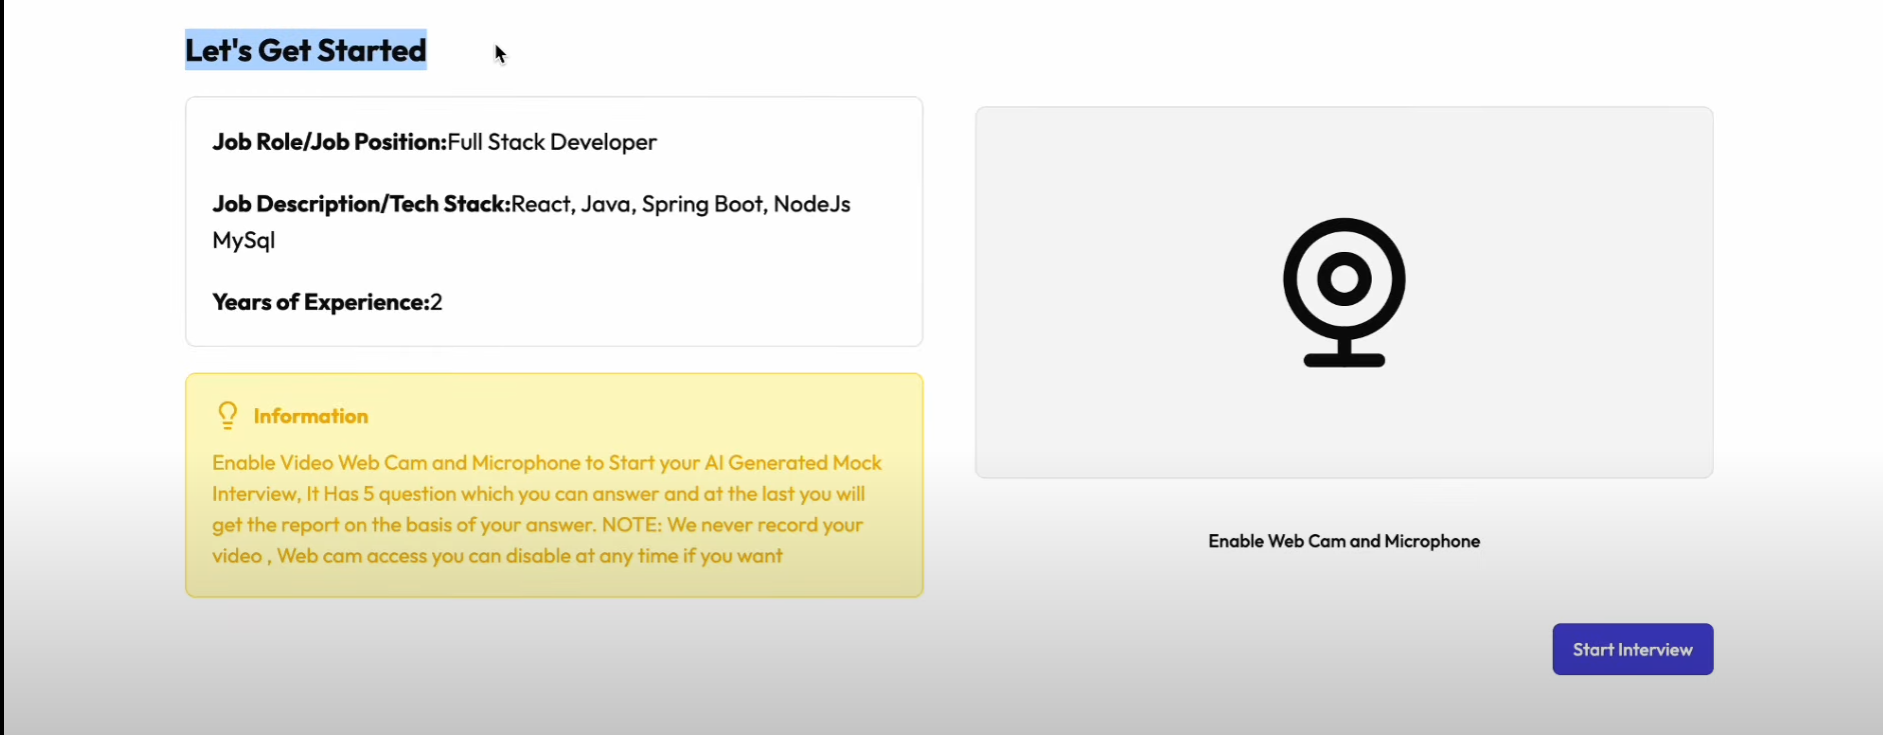 Let's Get Started
Job Role/Job Position:Full Stack Developer
Job Description/Tech Stack:React, Java, Spring Boot, NodeJs
MySql
Years of Experience:2
Information
Enable Video Web Cam and Microphone to Start your AI Generated Mock
Interview, It Has 5 question which you can answer and at the last you will
get the report on the basis of your answer. NOTE: We never record your
video , Web cam access you can disable at any time if you want
Enable Web Cam and Microphone
Start Interview